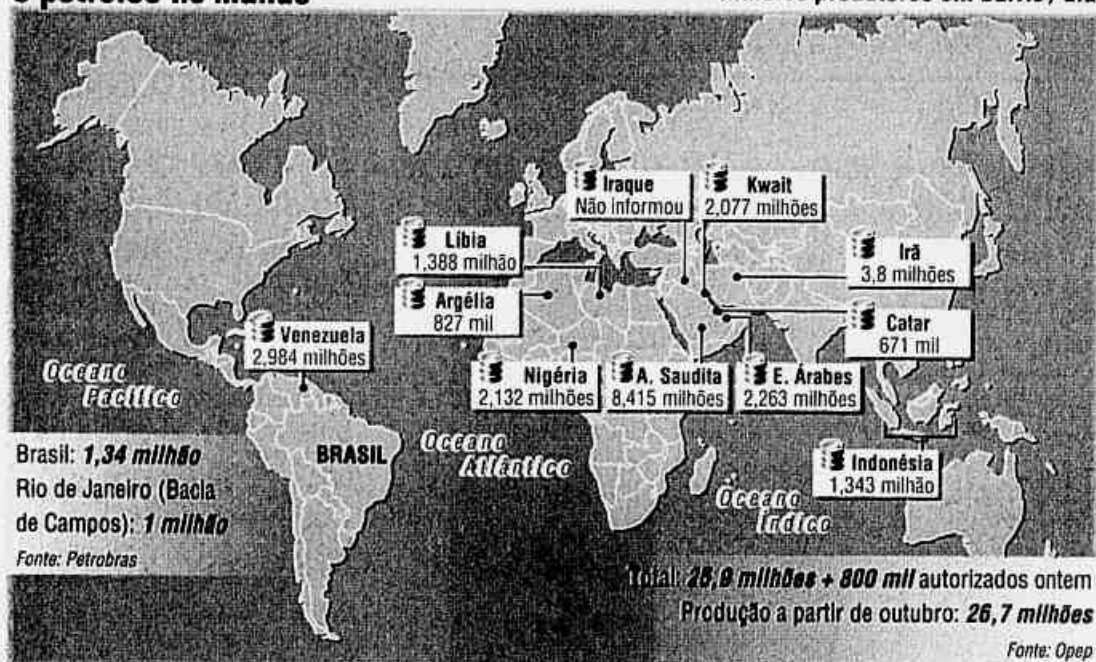 Iraque
Não informou
Kwait
2,077 milhões
Líbia
1,388 milhão
Irã
3,8 milhões
Argélia
827 mil
Catar
671 mil
Venezuela
2.984 milhões
Nigéria
2,132 milhões
A. Saudita
8,415 milhões
E. Árabes
2,263 milhões
Oceano
Pacífico
BRASIL
Oceano
Atlântico
Indonésia
1,343 milhão
Oceano
Índico
Brasil: 1,34 milhão
Rio de Janeiro (Bacia
de Campos): 1 milhão
Fonte: Petrobras
Total: 25,9 milhões + 800 mil autorizados ontem
Produção a partir de outubro: 26,7 milhões
Fonte: Opep